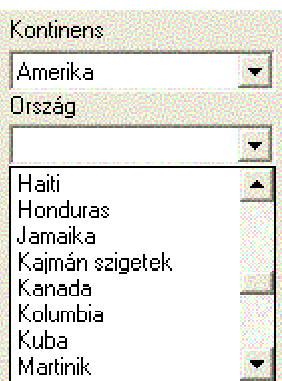 Kontinens
Amerika
Ország
Haiti
Honduras
Jamaika
Kajmán szigetek
Kanada
Kolumbia
Kuba
Martinik